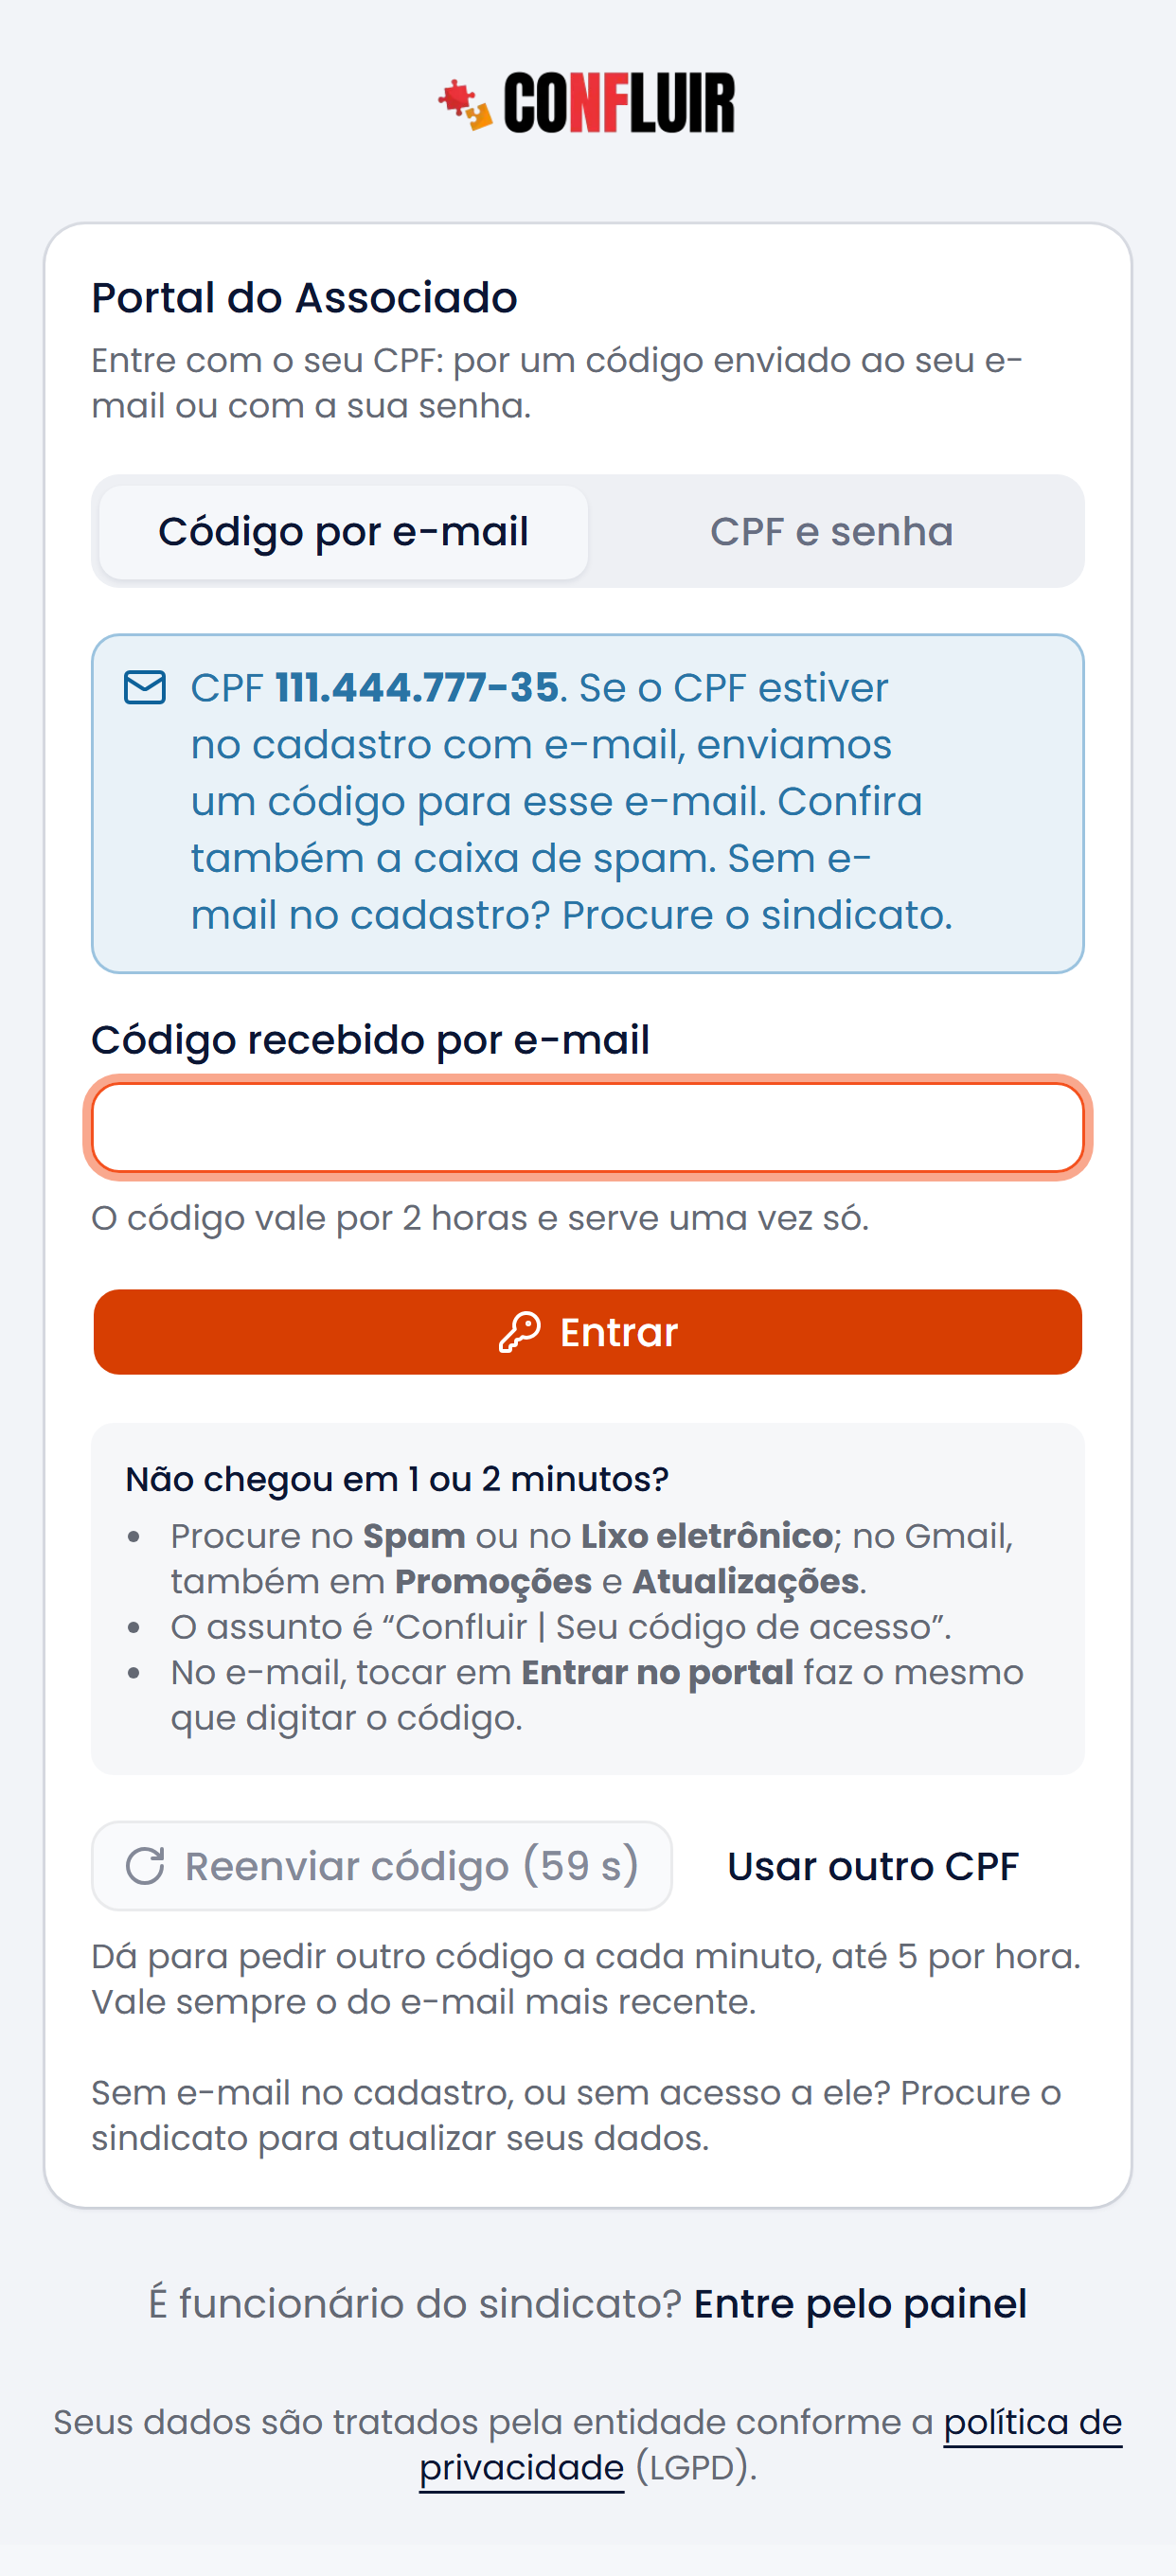 CONFLUIR
Portal do Associado
Entre com o seu CPF: por um código enviado ao seu e-
mail ou com a sua senha.
Código por e-mail
CPF e senha
CPF 111.444.777-35. Se o CPF estiver
no cadastro com e-mail, enviamos
um código para esse e-mail. Confira
também a caixa de spam. Sem e-
mail no cadastro? Procure o sindicato.
Código recebido por e-mail
O código vale por 2 horas e serve uma vez só.
Entrar
Não chegou em 1 ou 2 minutos?
• Procure no Spam ou no Lixo eletrônico; no Gmail,
também em Promoções e Atualizações.
• O assunto é “Confluir | Seu código de acesso”.
• No e-mail, tocar em Entrar no portal faz o mesmo
que digitar o código.
Reenviar código (59 s)
Usar outro CPF
Dá para pedir outro código a cada minuto, até 5 por hora.
Vale sempre o do e-mail mais recente.
Sem e-mail no cadastro, ou sem acesso a ele? Procure o
sindicato para atualizar seus dados.
É funcionário do sindicato? Entre pelo painel
Seus dados são tratados pela entidade conforme a política de
privacidade (LGPD).